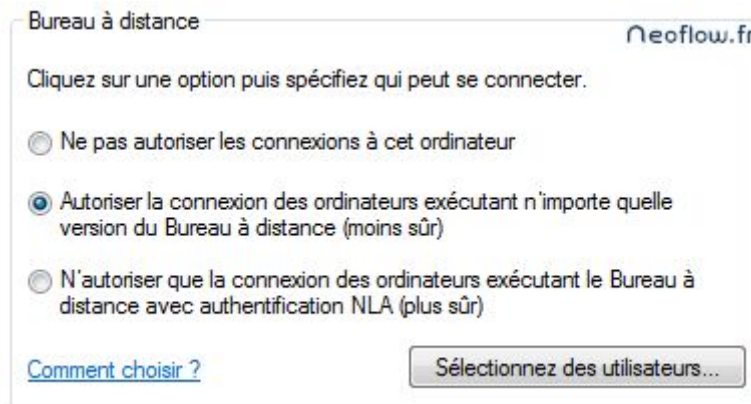 Bureau à distance
Neoflow.fr
Cliquez sur une option puis spécifiez qui peut se connecter.
Ne pas autoriser les connexions à cet ordinateur
Autoriser la connexion des ordinateurs exécutant n'importe quelle
version du Bureau à distance (moins sûr)
N'autoriser que la connexion des ordinateurs exécutant le Bureau à
distance avec authentification NLA (plus sûr)
Comment choisir ?
Sélectionnez des utilisateurs...